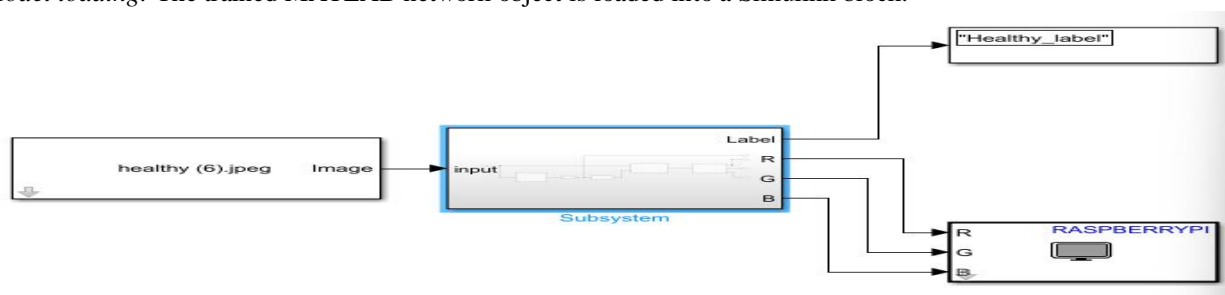 model loading: The trained MATLAB network object is loaded into a Simulink block.
"Healthy_label"
healthy (6).jpeg Image
input
Label
R
G
B
Subsystem
RASPBERRYPI
R
G
B